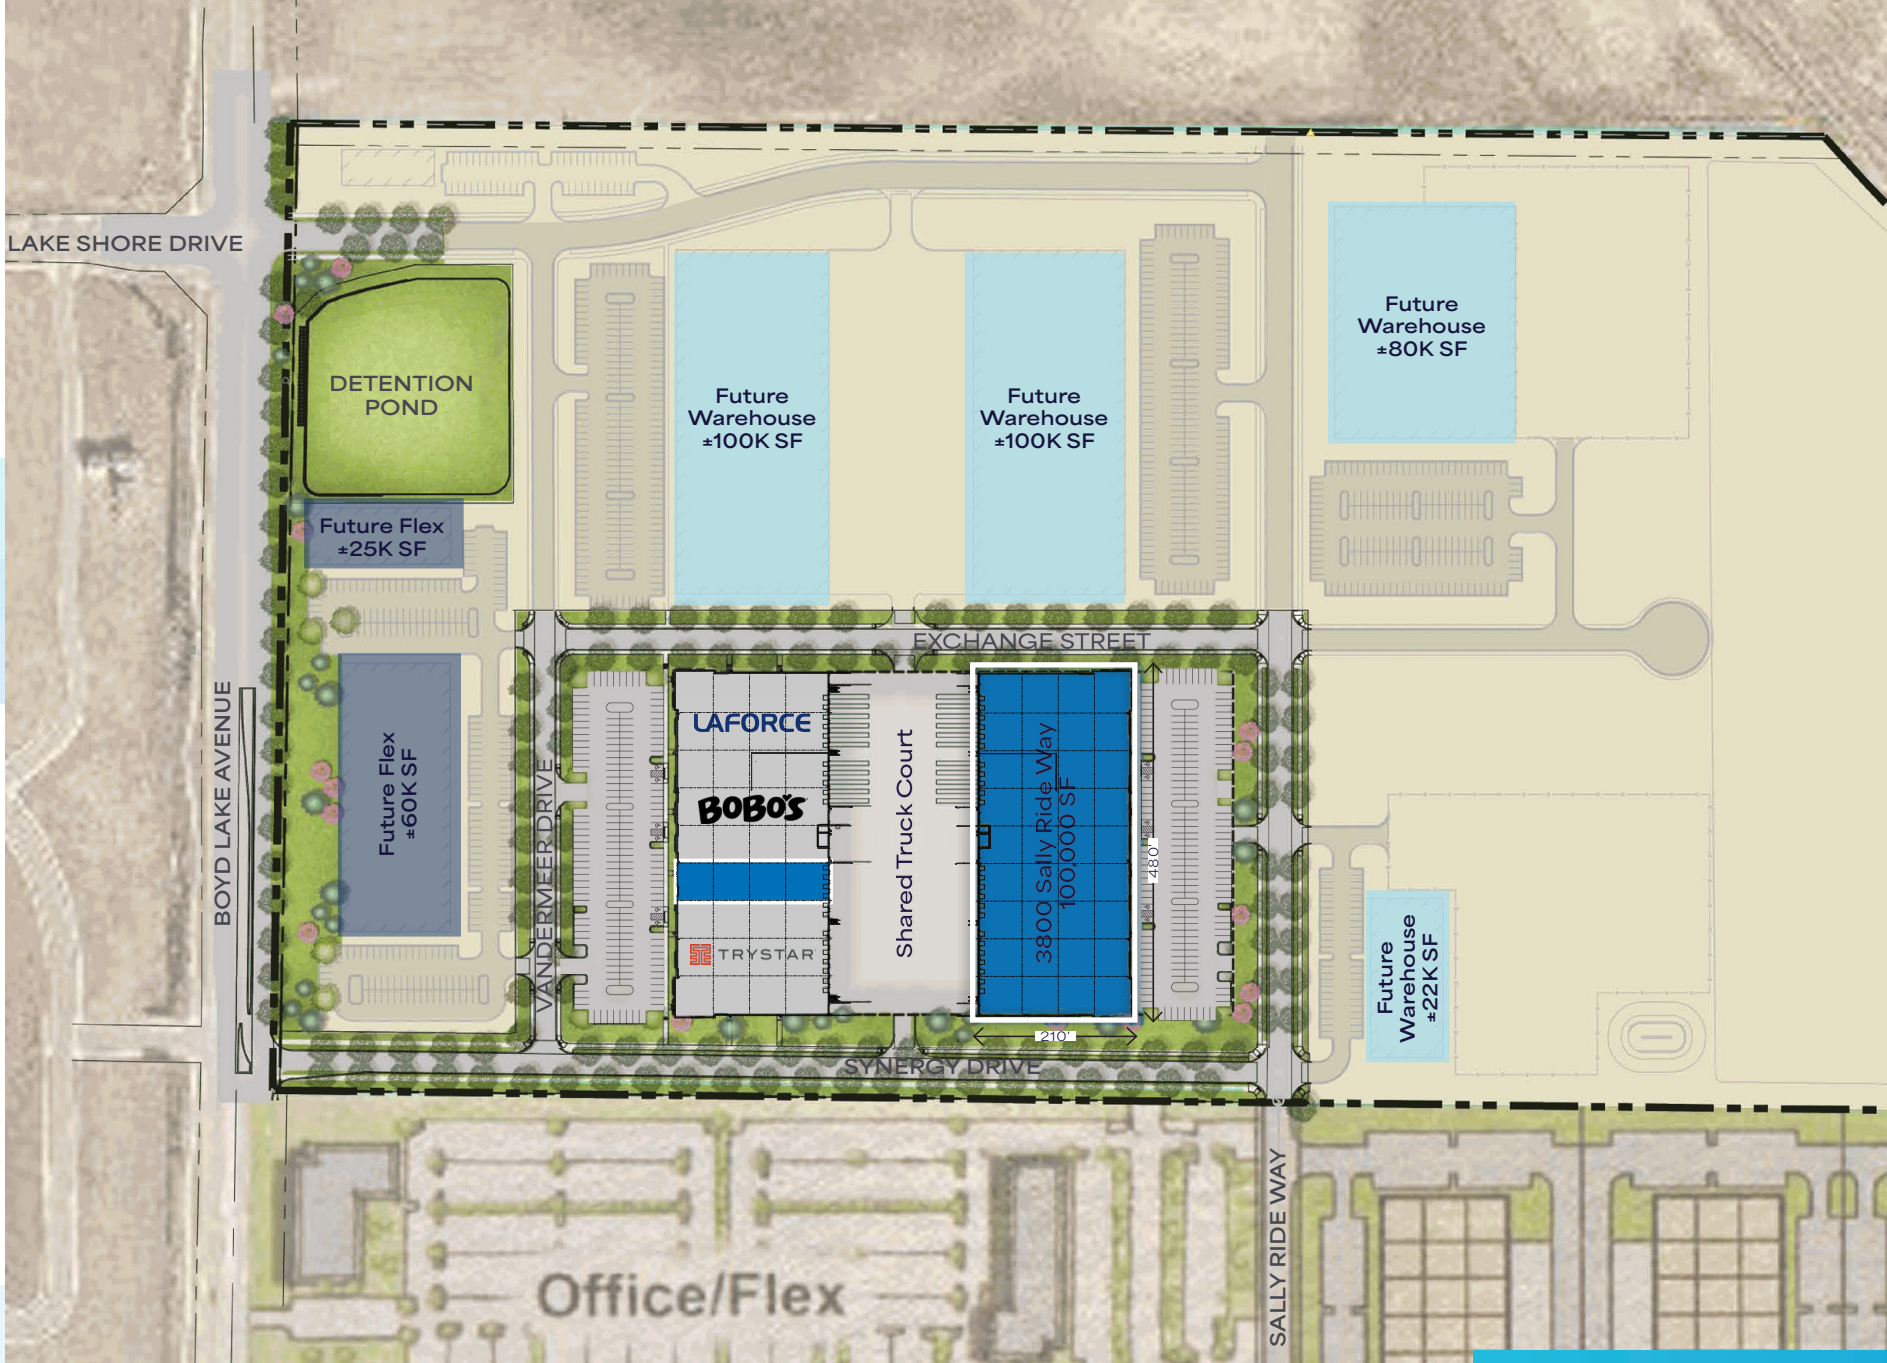 LAKE SHORE DRIVE
DETENTION
POND
Future
Warehouse
±100K SF
Future
Warehouse
±100K SF
Future
Warehouse
±80K SF
Future Flex
±25K SF
EXCHANGE STREET
BOYD LAKE AVENUE
Future Flex
±60K SF
VANDERMER DRIVE
LAFORCE
BOBO'S
TRYSTAR
Shared Truck Court
3800 Sally Ride Way
100,000 SF
480'
210'
Future
Warehouse
±22K SF
SYNERGY DRIVE
SALLY RIDE WAY
Office/Flex